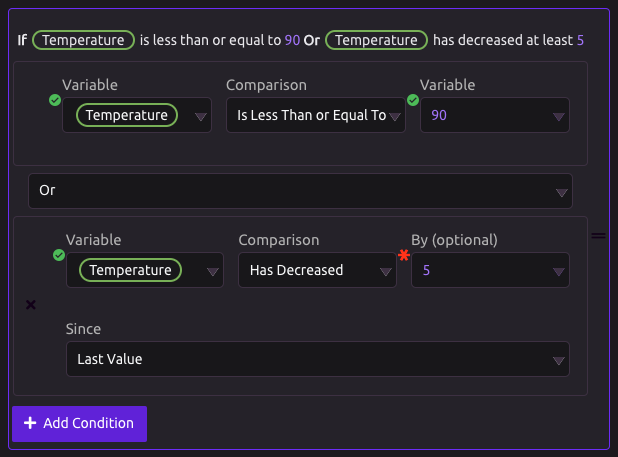 If Temperature is less than or equal to 90 Or Temperature has decreased at least 5
Variable Comparison Variable
Temperature Is Less Than or Equal To 90
Or
Variable Comparison By (optional)
Temperature Has Decreased * 5
Since
Last Value
Add Condition